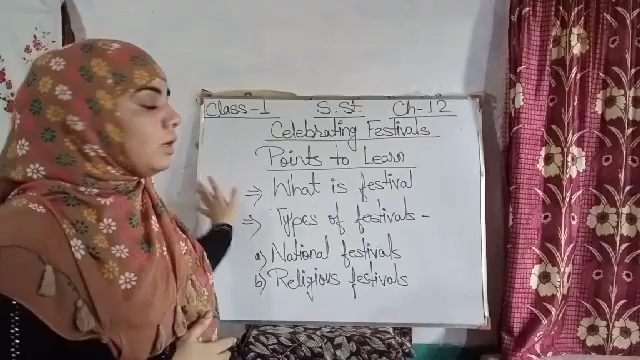 Class-1 S.St. Ch-12
Celebrating Festivals
Points to Learn
⇒ What is festival
⇒ Types of festivals -
a) National festivals
b) Religious festivals